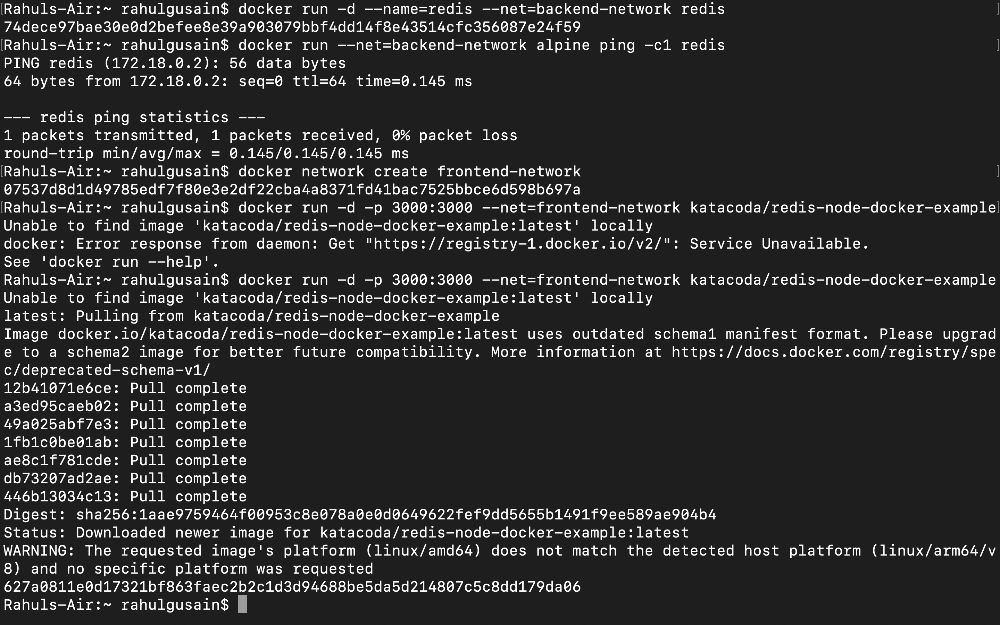 [Rahuls-Air:~ rahulgusain$ docker run -d --name=redis --net=backend-network redis ]
74dece97bae30e0d2befee8e39a903079bbf4dd14f8e43514cfc356087e24f59
[Rahuls-Air:~ rahulgusain$ docker run --net=backend-network alpine ping -c1 redis ]
PING redis (172.18.0.2): 56 data bytes
64 bytes from 172.18.0.2: seq=0 ttl=64 time=0.145 ms

--- redis ping statistics ---
1 packets transmitted, 1 packets received, 0% packet loss
round-trip min/avg/max = 0.145/0.145/0.145 ms
[Rahuls-Air:~ rahulgusain$ docker network create frontend-network ]
07537d8d1d49785edf7f80e3e2df22cba4a8371fd41bac7525bbce6d598b697a
[Rahuls-Air:~ rahulgusain$ docker run -d -p 3000:3000 --net=frontend-network katacoda/redis-node-docker-example]
Unable to find image 'katacoda/redis-node-docker-example:latest' locally
docker: Error response from daemon: Get "https://registry-1.docker.io/v2/": Service Unavailable.
See 'docker run --help'.
Rahuls-Air:~ rahulgusain$ docker run -d -p 3000:3000 --net=frontend-network katacoda/redis-node-docker-example
Unable to find image 'katacoda/redis-node-docker-example:latest' locally
latest: Pulling from katacoda/redis-node-docker-example
Image docker.io/katacoda/redis-node-docker-example:latest uses outdated schema1 manifest format. Please upgrad
e to a schema2 image for better future compatibility. More information at https://docs.docker.com/registry/spe
c/deprecated-schema-v1/
12b41071e6ce: Pull complete
a3ed95caeb02: Pull complete
49a025abf7e3: Pull complete
1fb1c0be01ab: Pull complete
ae8c1f781cde: Pull complete
db73207ad2ae: Pull complete
446b13034c13: Pull complete
Digest: sha256:1aae9759464f00953c8e078a0e0d0649622fef9dd5655b1491f9ee589ae904b4
Status: Downloaded newer image for katacoda/redis-node-docker-example:latest
WARNING: The requested image's platform (linux/amd64) does not match the detected host platform (linux/arm64/v
8) and no specific platform was requested
627a0811e0d17321bf863faec2b2c1d3d94688be5da5d214807c5c8dd179da06
Rahuls-Air:~ rahulgusain$